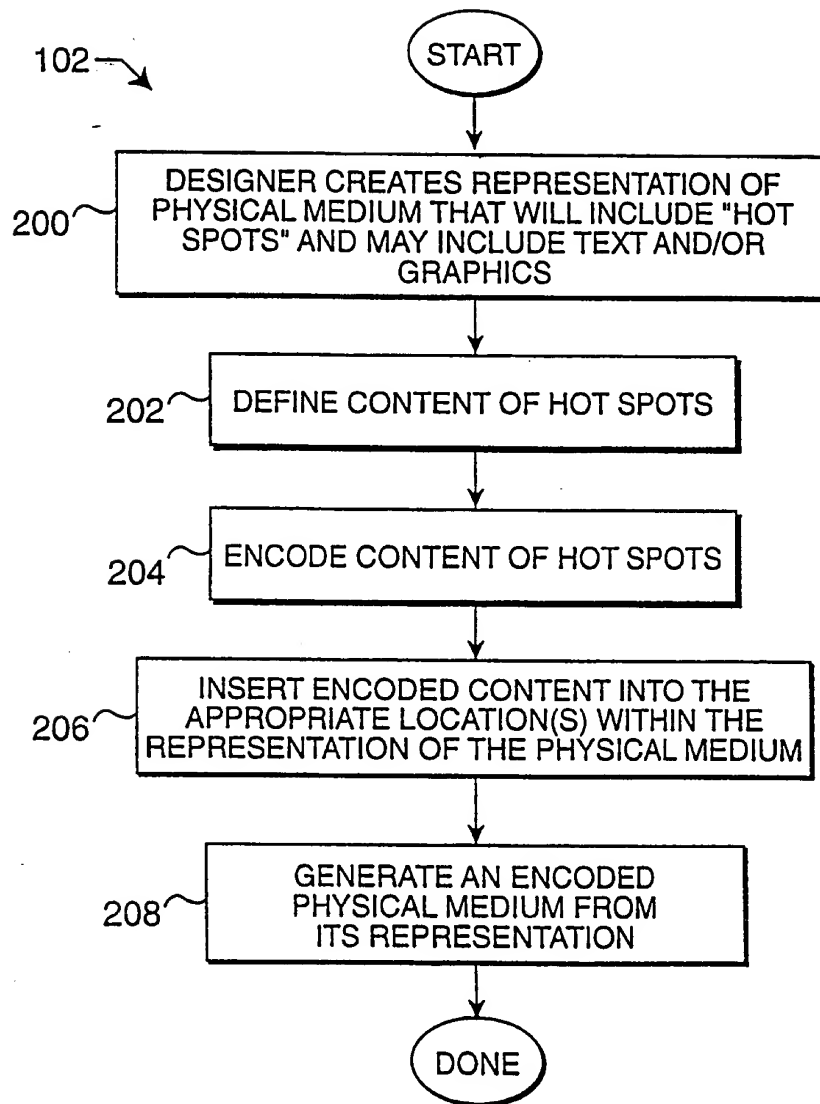 START
102
DESIGNER CREATES REPRESENTATION OF
PHYSICAL MEDIUM THAT WILL INCLUDE "HOT
SPOTS" AND MAY INCLUDE TEXT AND/OR
GRAPHICS
200
DEFINE CONTENT OF HOT SPOTS
202
ENCODE CONTENT OF HOT SPOTS
204
INSERT ENCODED CONTENT INTO THE
APPROPRIATE LOCATION(S) WITHIN THE
REPRESENTATION OF THE PHYSICAL MEDIUM
206
GENERATE AN ENCODED
PHYSICAL MEDIUM FROM
ITS REPRESENTATION
208
DONE